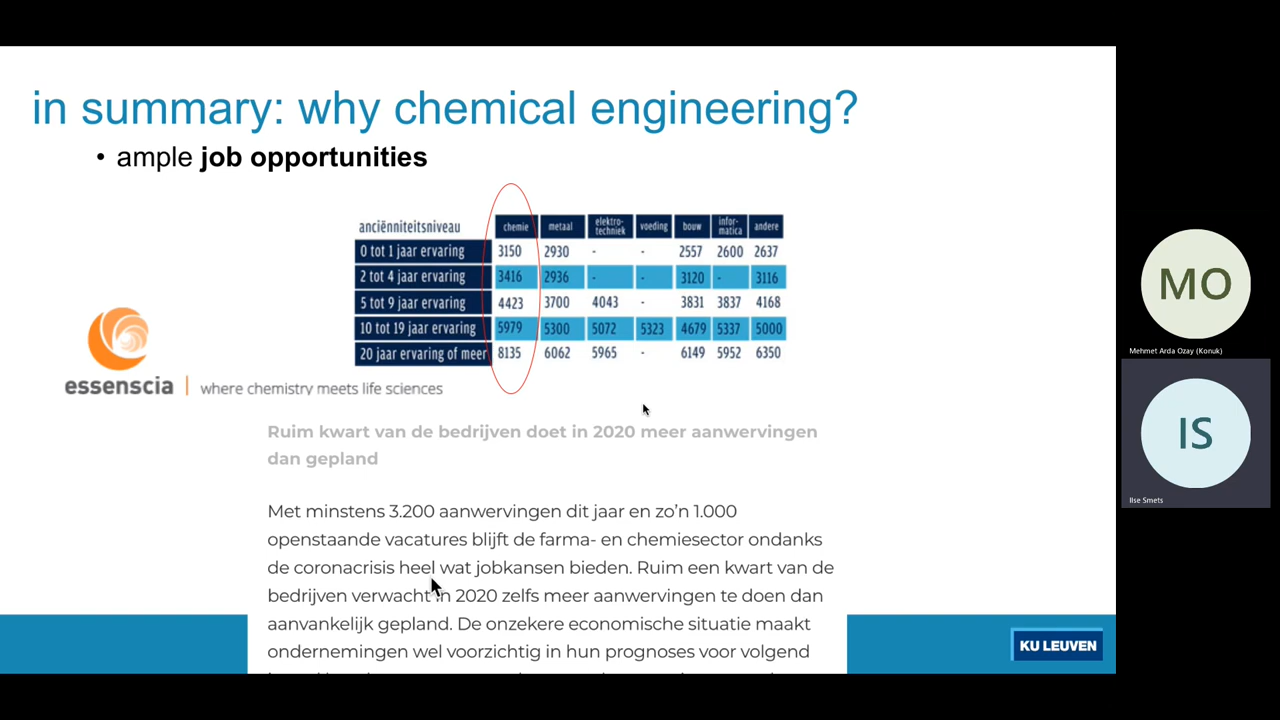 in summary: why chemical engineering?
• ample job opportunities
anciënniteitsniveau chemie metaal elektro-techniek voeding bouw infor-matica andere
0 tot 1 jaar ervaring 3150 2930 - - 2557 2600 2637
2 tot 4 jaar ervaring 3416 2936 - - 3120 - 3116
5 tot 9 jaar ervaring 4423 3700 4043 - 3831 3837 4168
10 tot 19 jaar ervaring 5979 5300 5072 5323 4679 5337 5000
20 jaar ervaring of meer 8135 6062 5965 - 6149 5952 6350
essenscia | where chemistry meets life sciences
Ruim kwart van de bedrijven doet in 2020 meer aanwervingen
dan gepland
Met minstens 3.200 aanwervingen dit jaar en zo'n 1.000
openstaande vacatures blijft de farma- en chemiesector ondanks
de coronacrisis heel wat jobkansen bieden. Ruim een kwart van de
bedrijven verwacht in 2020 zelfs meer aanwervingen te doen dan
aanvankelijk gepland. De onzekere economische situatie maakt
ondernemingen wel voorzichtig in hun prognoses voor volgend
KU LEUVEN
MO
Mehmet Arda Ozay (Konuk)
IS
Ilse Smets